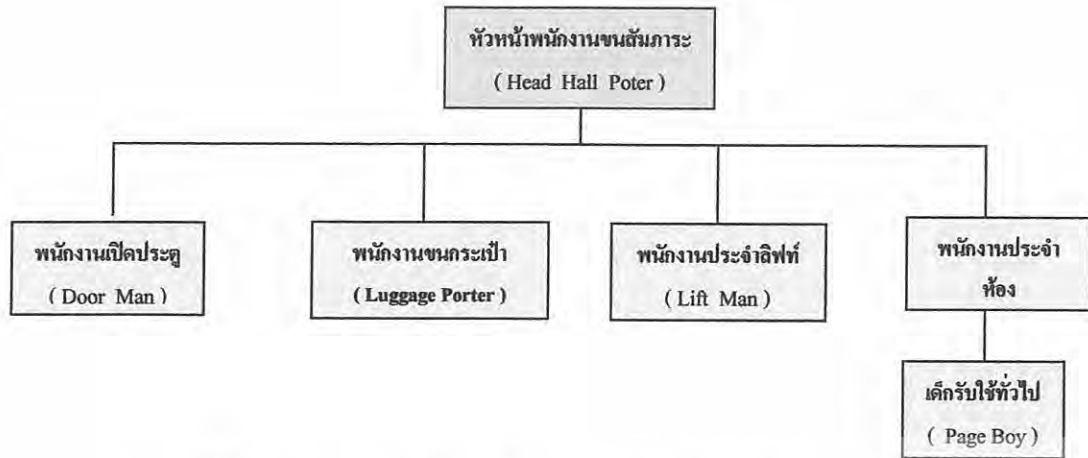 หัวหน้าพนักงานขนสัมภาระ
( Head Hall Poter )
พนักงานเปิดประตู
( Door Man )
พนักงานขนกระเป๋า
( Luggage Porter )
พนักงานประจำลิฟท์
( Lift Man )
พนักงานประจำ
ห้อง
เด็กรับใช้ทั่วไป
( Page Boy )